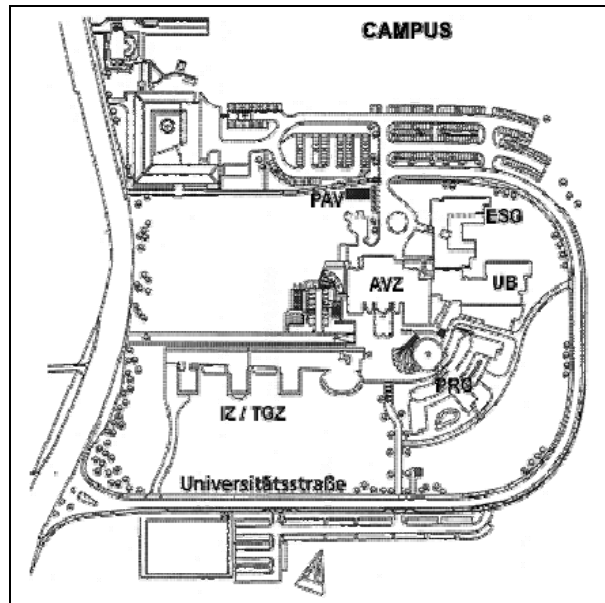 CAMPUS
PAV
ESG
AVZ
UB
PRG
IZ / TGZ
Universitätsstraße